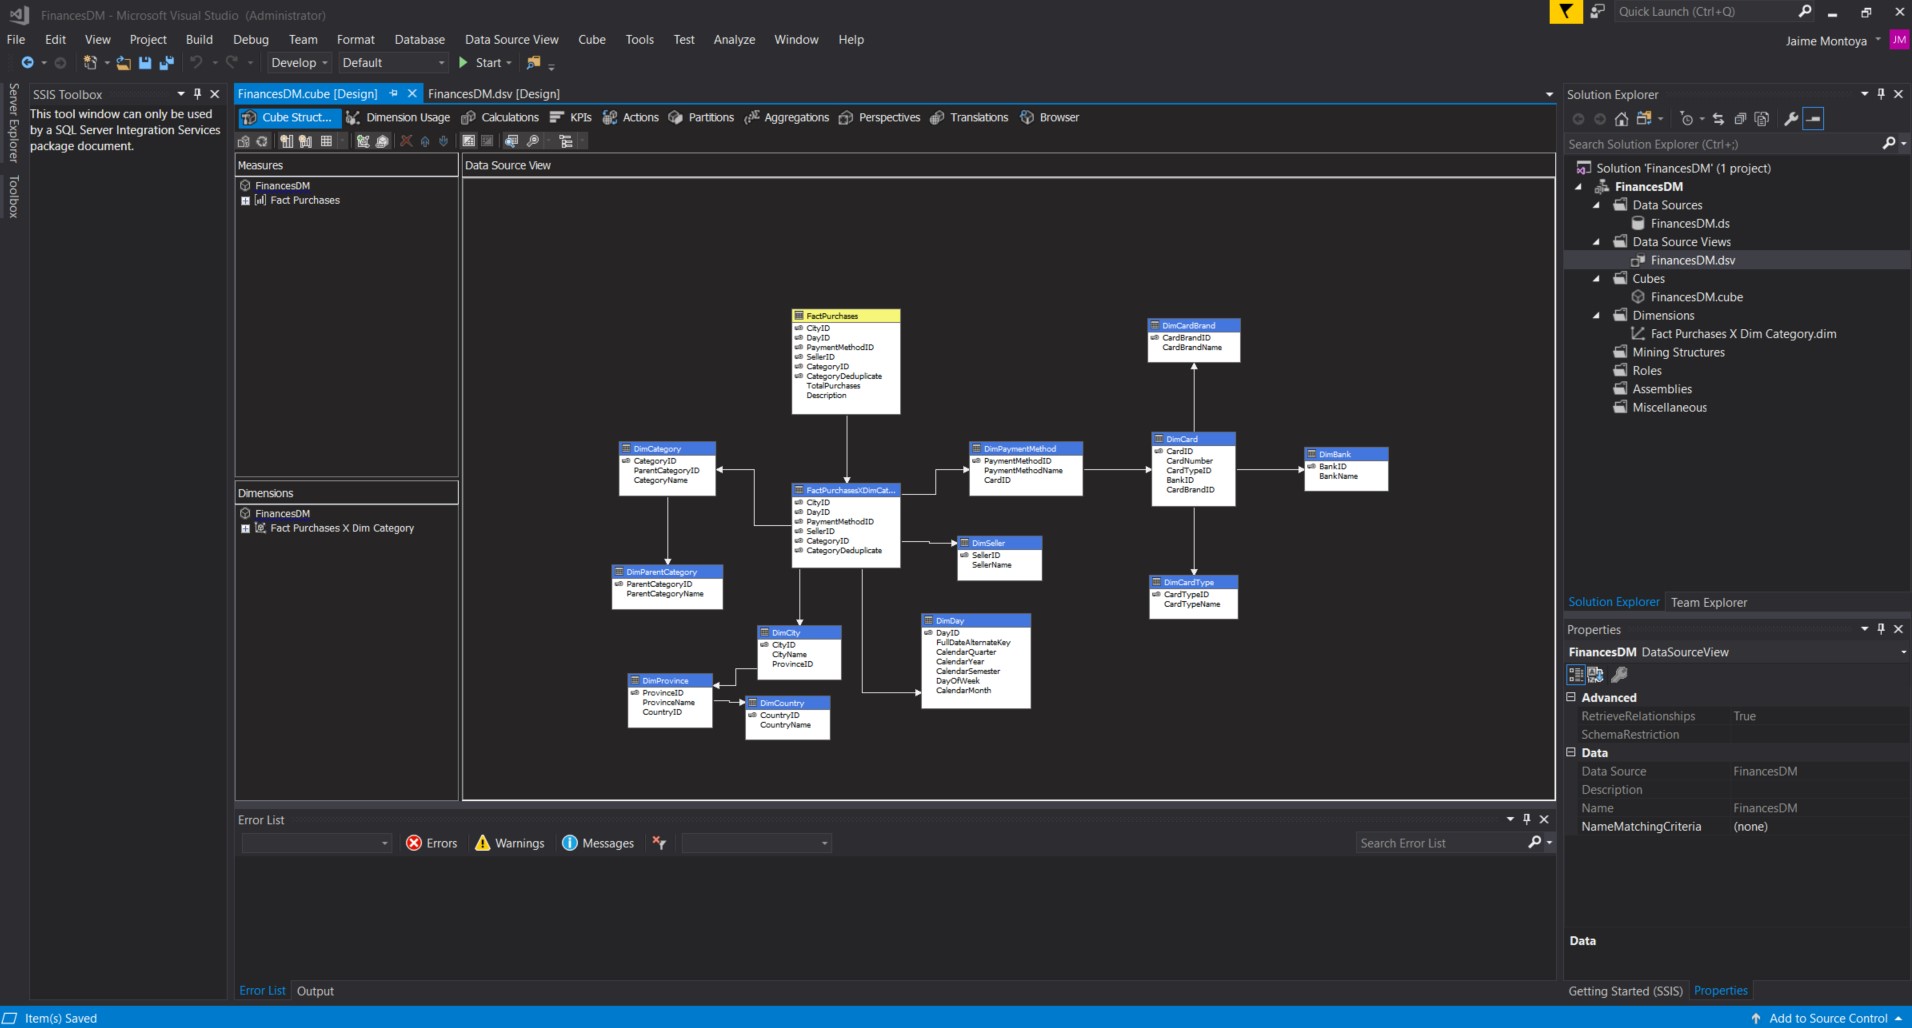 FinancesDM - Microsoft Visual Studio (Administrator)
Quick Launch (Ctrl+Q)
File Edit View Project Build Debug Team Format Database Data Source View Cube Tools Test Analyze Window Help
Jaime Montoya JM
Develop Default Start
Server Explorer
Toolbox
SSIS Toolbox
This tool window can only be used
by a SQL Server Integration Services
package document.
FinancesDM.cube [Design] FinancesDM.dsv [Design]
Cube Struct... Dimension Usage Calculations KPIs Actions Partitions Aggregations Perspectives Translations Browser
Measures
FinancesDM
Fact Purchases
Dimensions
FinancesDM
Fact Purchases X Dim Category
Data Source View
FactPurchases
CityID
DayID
PaymentMethodID
SellerID
CategoryID
CategoryDeduplicate
TotalPurchases
Description
DimCardBrand
CardBrandID
CardBrandName
DimCategory
CategoryID
ParentCategoryID
CategoryName
DimPaymentMethod
PaymentMethodID
PaymentMethodName
CardID
DimCard
CardID
CardNumber
CardTypeID
BankID
CardBrandID
DimBank
BankID
BankName
FactPurchasesXDimCat...
CityID
DayID
PaymentMethodID
SellerID
CategoryID
CategoryDeduplicate
DimSeller
SellerID
SellerName
DimParentCategory
ParentCategoryID
ParentCategoryName
DimCardType
CardTypeID
CardTypeName
DimCity
CityID
CityName
ProvinceID
DimDay
DayID
FullDateAlternateKey
CalendarQuarter
CalendarYear
CalendarSemester
DayOfWeek
CalendarMonth
DimProvince
ProvinceID
ProvinceName
CountryID
DimCountry
CountryID
CountryName
Error List
Errors Warnings Messages
Search Error List
Error List Output
Solution Explorer
Search Solution Explorer (Ctrl+;)
Solution 'FinancesDM' (1 project)
FinancesDM
Data Sources
FinancesDM.ds
Data Source Views
FinancesDM.dsv
Cubes
FinancesDM.cube
Dimensions
Fact Purchases X Dim Category.dim
Mining Structures
Roles
Assemblies
Miscellaneous
Solution Explorer Team Explorer
Properties
FinancesDM DataSourceView
Advanced
RetrieveRelationships True
SchemaRestriction
Data
Data Source FinancesDM
Description
Name FinancesDM
NameMatchingCriteria (none)
Data
Getting Started (SSIS) Properties
Item(s) Saved
Add to Source Control